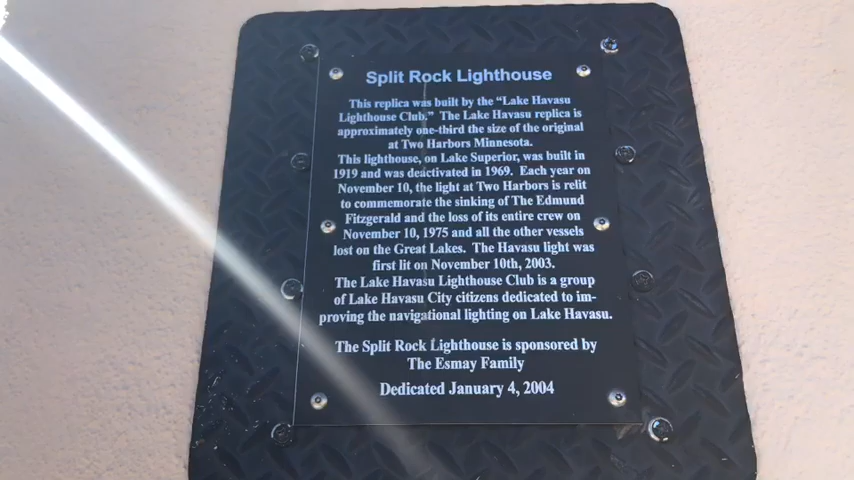 Split Rock Lighthouse
This replica was built by the “Lake Havasu
Lighthouse Club.” The Lake Havasu replica is
approximately one-third the size of the original
at Two Harbors Minnesota.
This lighthouse, on Lake Superior, was built in
1919 and was deactivated in 1969. Each year on
November 10, the light at Two Harbors is relit
to commemorate the sinking of The Edmund
Fitzgerald and the loss of its entire crew on
November 10, 1975 and all the other vessels
lost on the Great Lakes. The Havasu light was
first lit on November 10th, 2003.
The Lake Havasu Lighthouse Club is a group
of Lake Havasu City citizens dedicated to im-
proving the navigational lighting on Lake Havasu.
The Split Rock Lighthouse is sponsored by
The Esmay Family
Dedicated January 4, 2004